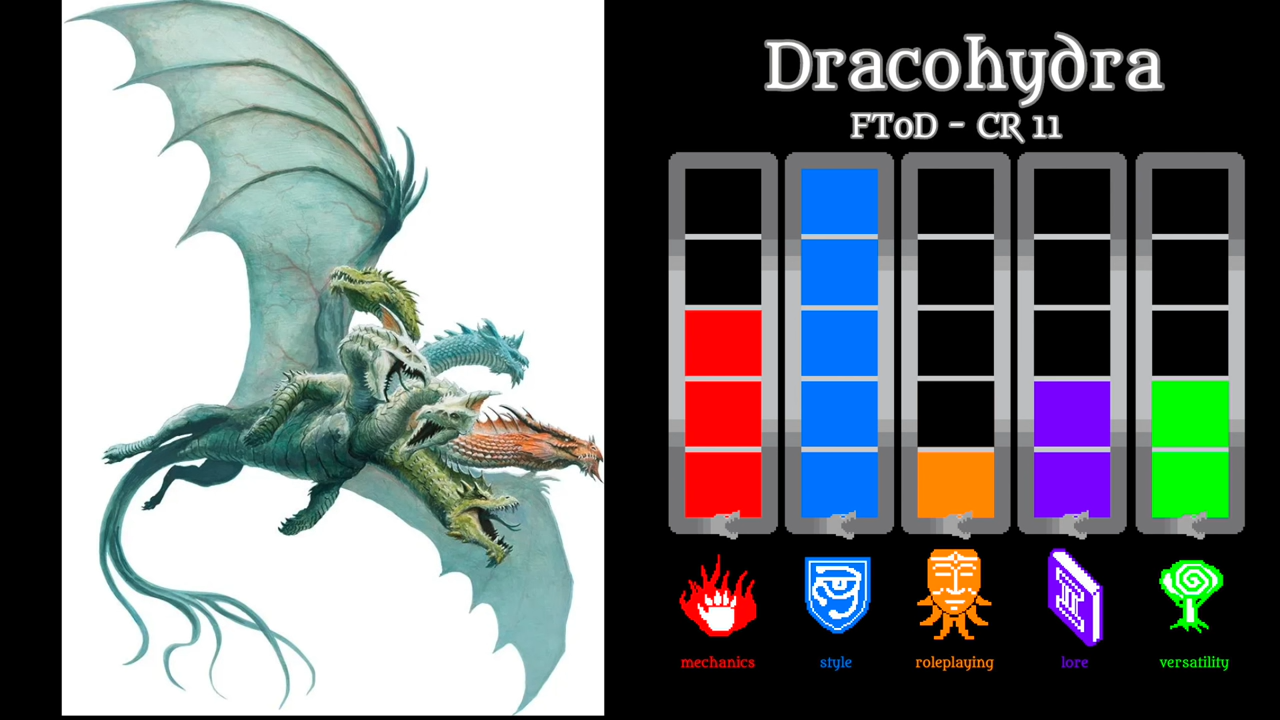 Dracohydra
FToD - CR 11
mechanics
style
roleplaying
lore
versatility